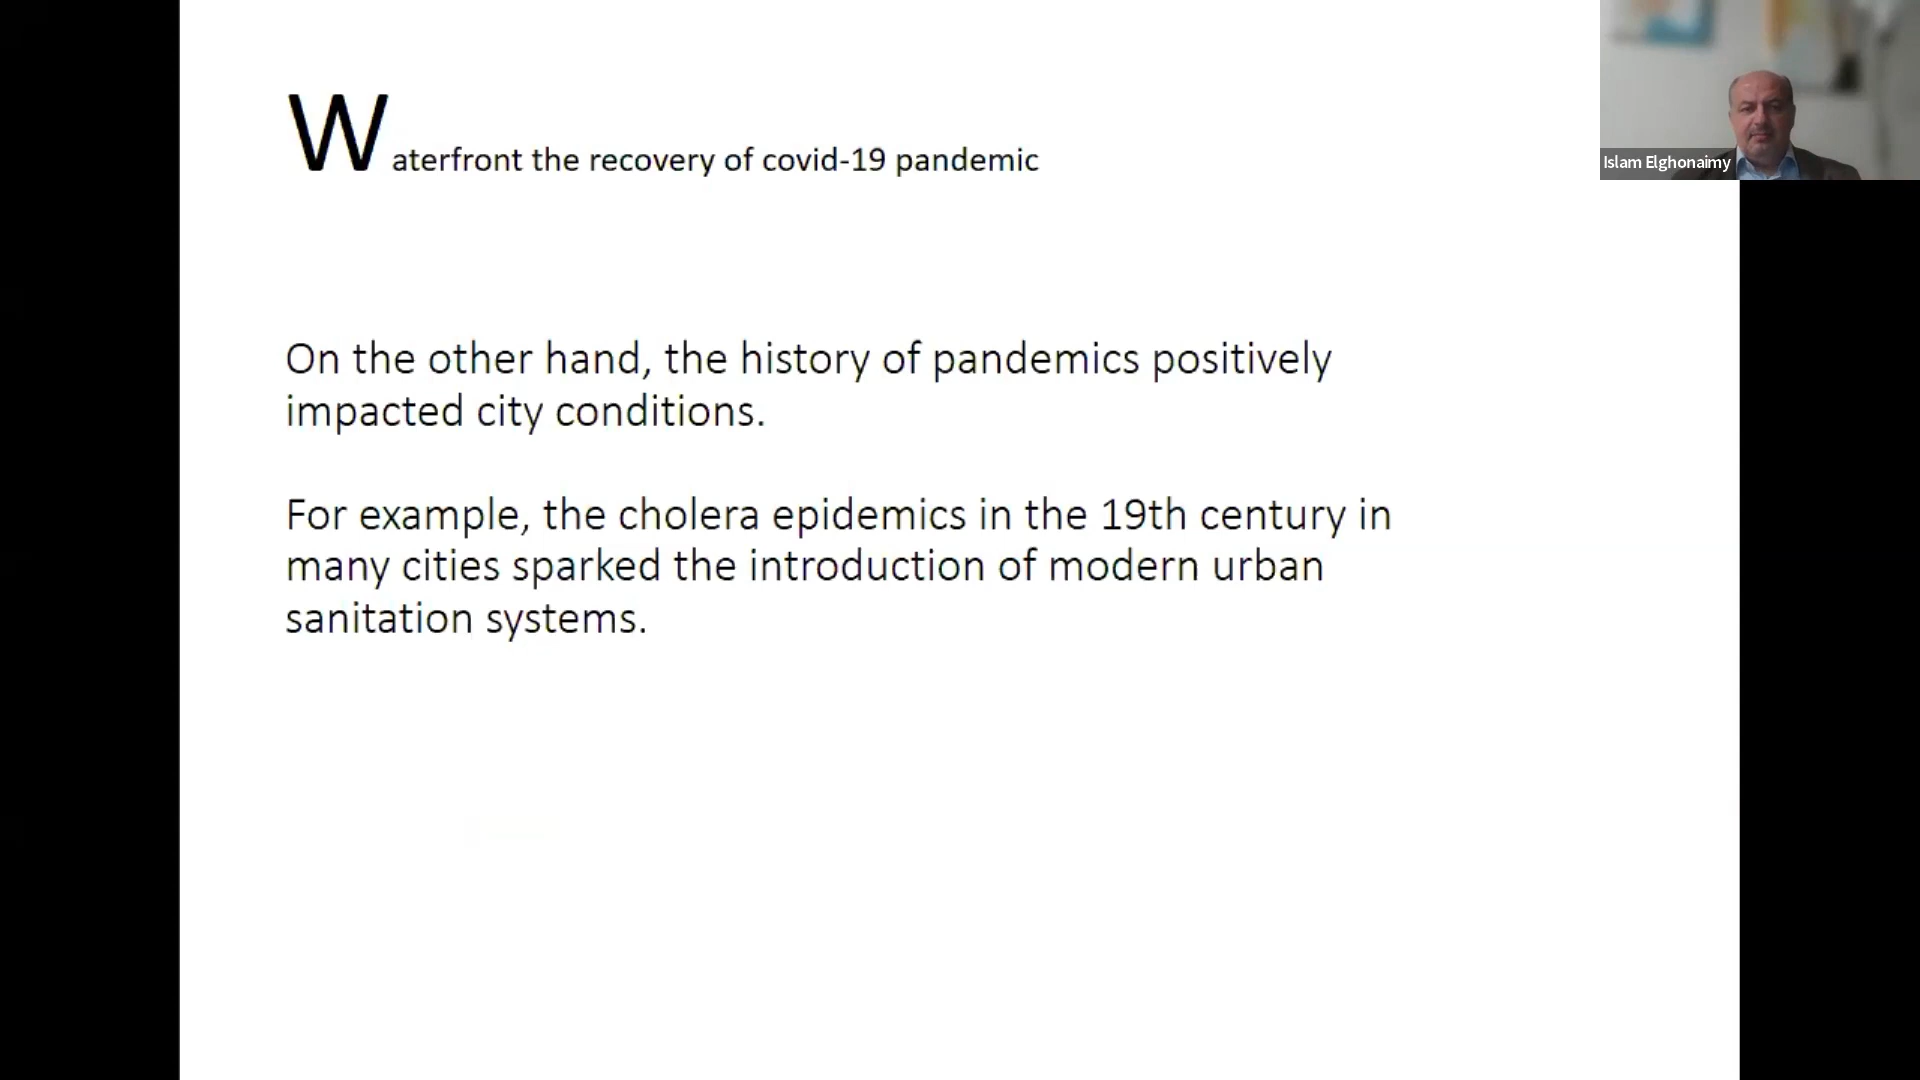 Waterfront the recovery of covid-19 pandemic
Islam Elghonaimy
On the other hand, the history of pandemics positively
impacted city conditions.
For example, the cholera epidemics in the 19th century in
many cities sparked the introduction of modern urban
sanitation systems.